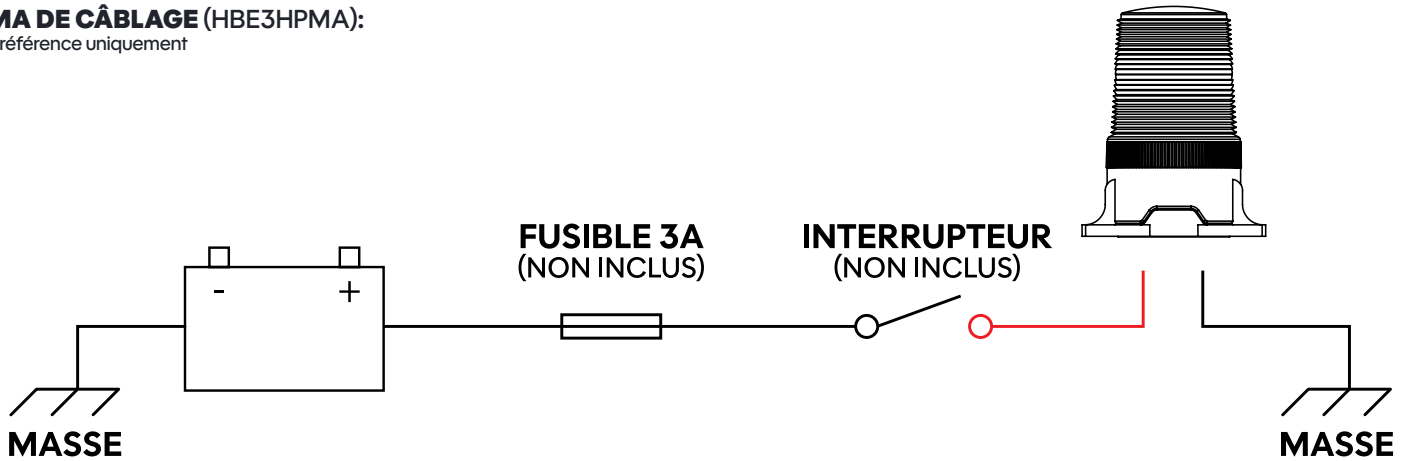 MA DE CÂBLAGE (HBE3HPMA):
référence uniquement
FUSIBLE 3A
(NON INCLUS)
INTERRUPTEUR
(NON INCLUS)
- +
MASSE
MASSE